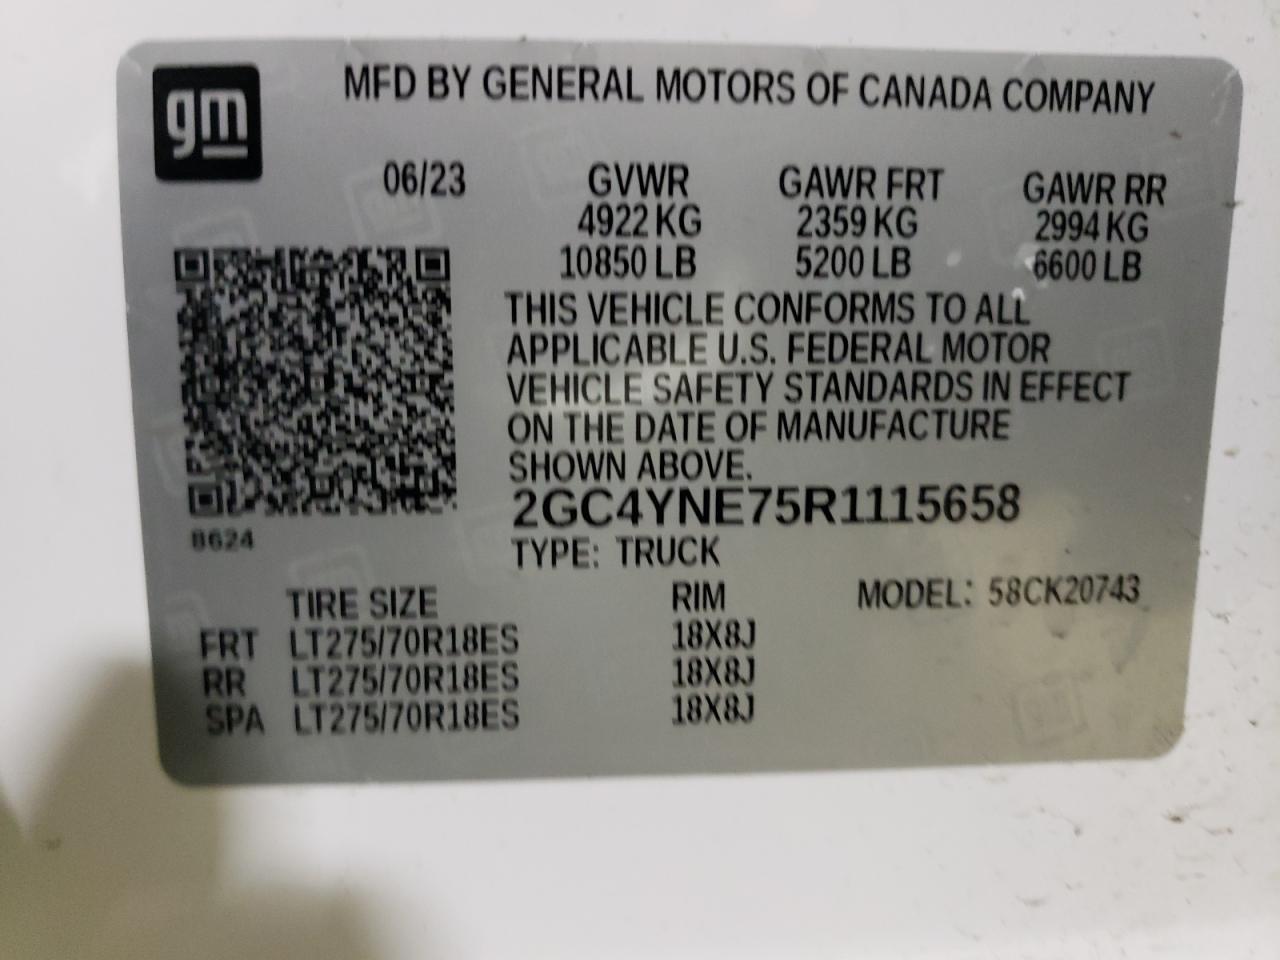 gm
MFD BY GENERAL MOTORS OF CANADA COMPANY
06/23 GVWR GAWR FRT GAWR RR
4922 KG 2359 KG 2994 KG
10850 LB 5200 LB 6600 LB
THIS VEHICLE CONFORMS TO ALL
APPLICABLE U.S. FEDERAL MOTOR
VEHICLE SAFETY STANDARDS IN EFFECT
ON THE DATE OF MANUFACTURE
SHOWN ABOVE.
2GC4YNE75R1115658
8624
TYPE: TRUCK
TIRE SIZE RIM MODEL: 58CK20743
FRT LT275/70R18ES 18X8J
RR LT275/70R18ES 18X8J
SPA LT275/70R18ES 18X8J